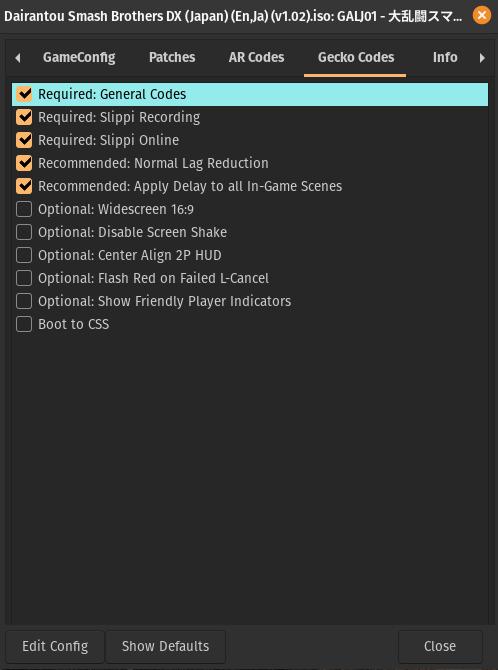 Dairantou Smash Brothers DX (Japan) (En,Ja) (v1.02).iso: GALJ01 - 大乱闘スマ...
GameConfig Patches AR Codes Gecko Codes Info
Required: General Codes
Required: Slippi Recording
Required: Slippi Online
Recommended: Normal Lag Reduction
Recommended: Apply Delay to all In-Game Scenes
Optional: Widescreen 16:9
Optional: Disable Screen Shake
Optional: Center Align 2P HUD
Optional: Flash Red on Failed L-Cancel
Optional: Show Friendly Player Indicators
Boot to CSS
Edit Config Show Defaults Close